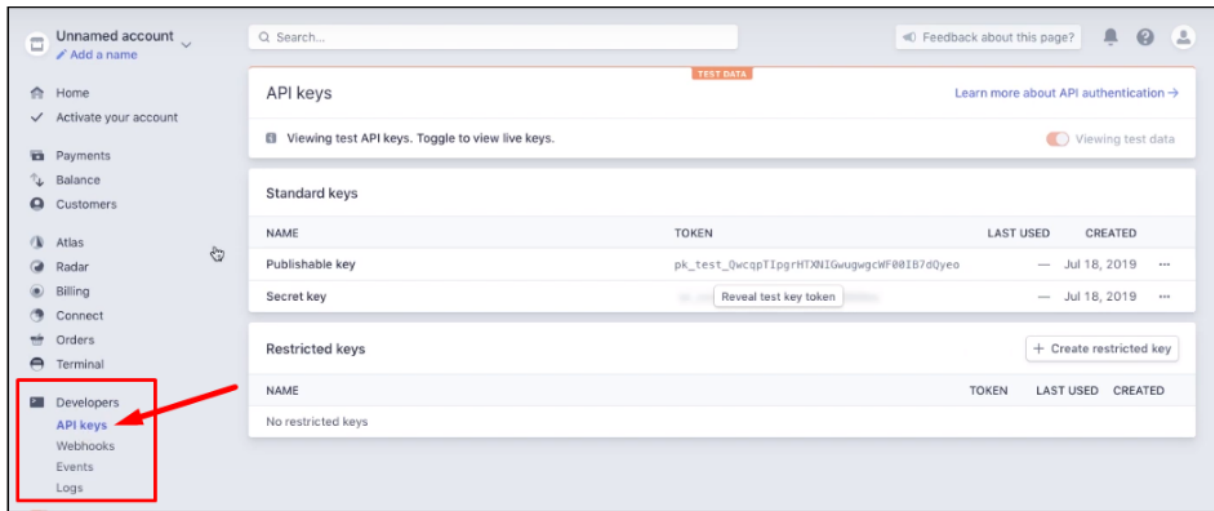 Unnamed account
Add a name
Search...
Feedback about this page?
Home
Activate your account
Payments
Balance
Customers
Atlas
Radar
Billing
Connect
Orders
Terminal
Developers
API keys
Webhooks
Events
Logs
TEST DATA
API keys
Learn more about API authentication →
Viewing test API keys. Toggle to view live keys.
Viewing test data
Standard keys
NAME TOKEN LAST USED CREATED
Publishable key pk_test_QwcqpTIpgrHTXNIGwugwgcWF00IB7dQyeo — Jul 18, 2019 ...
Secret key Reveal test key token — Jul 18, 2019 ...
Restricted keys
+ Create restricted key
NAME TOKEN LAST USED CREATED
No restricted keys